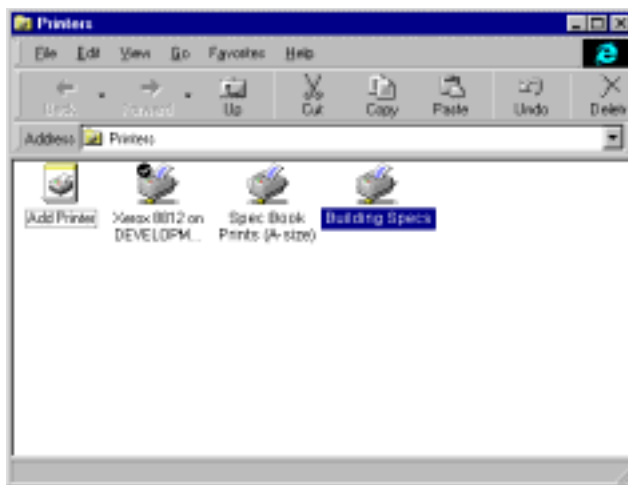 Printers
File Edit View Go Favorites Help
Back Forward Up Cut Copy Paste Undo Delete
Address Printers
Add Printer
Xerox 8812 on
DEVELOPM...
Spec Book
Prints (A-size)
Building Specs